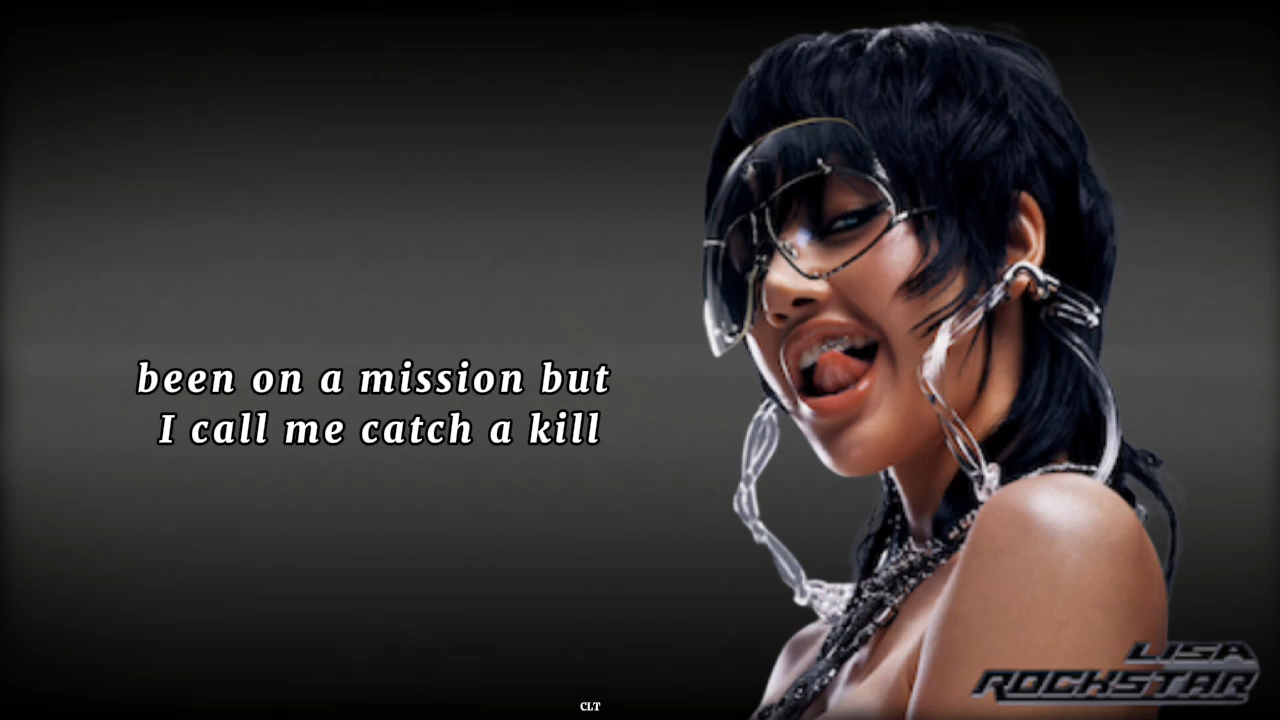 been on a mission but
I call me catch a kill
LISA
ROCKSTAR
CLT